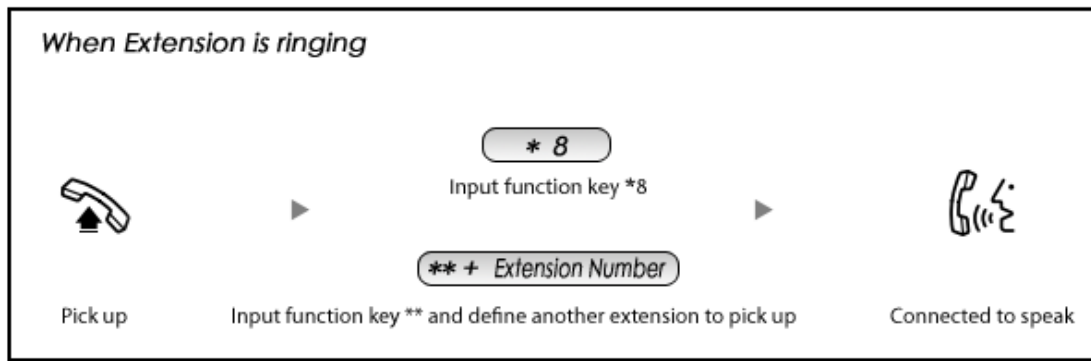 When Extension is ringing
* 8
Input function key *8
** + Extension Number
Pick up
Input function key ** and define another extension to pick up
Connected to speak